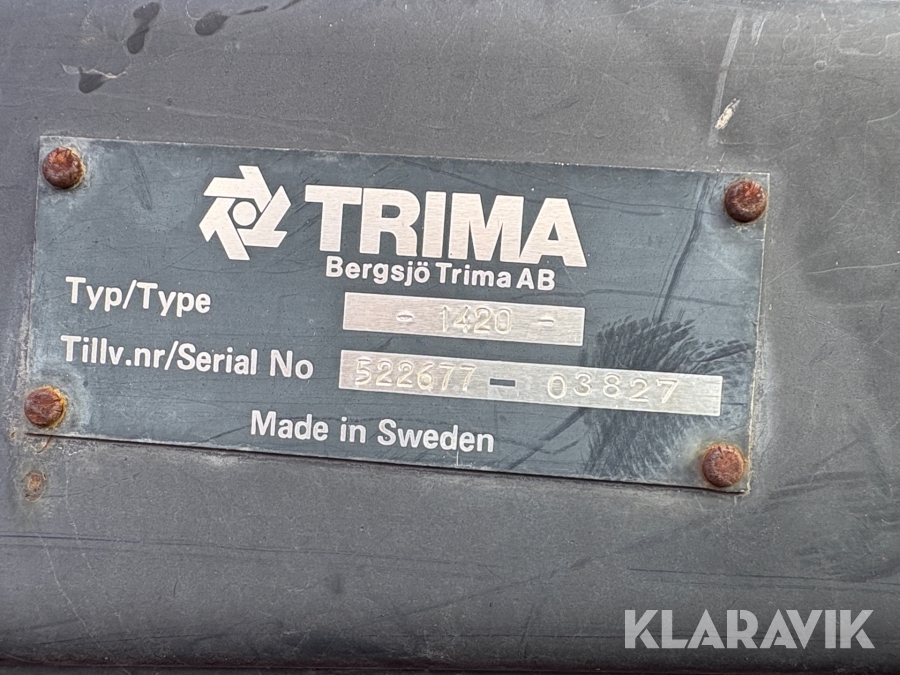 TRIMA
Bergsjö Trima AB
Typ/Type - 1420 -
Tillv.nr/Serial No 522677 - 03827
Made in Sweden
KLARAVIK